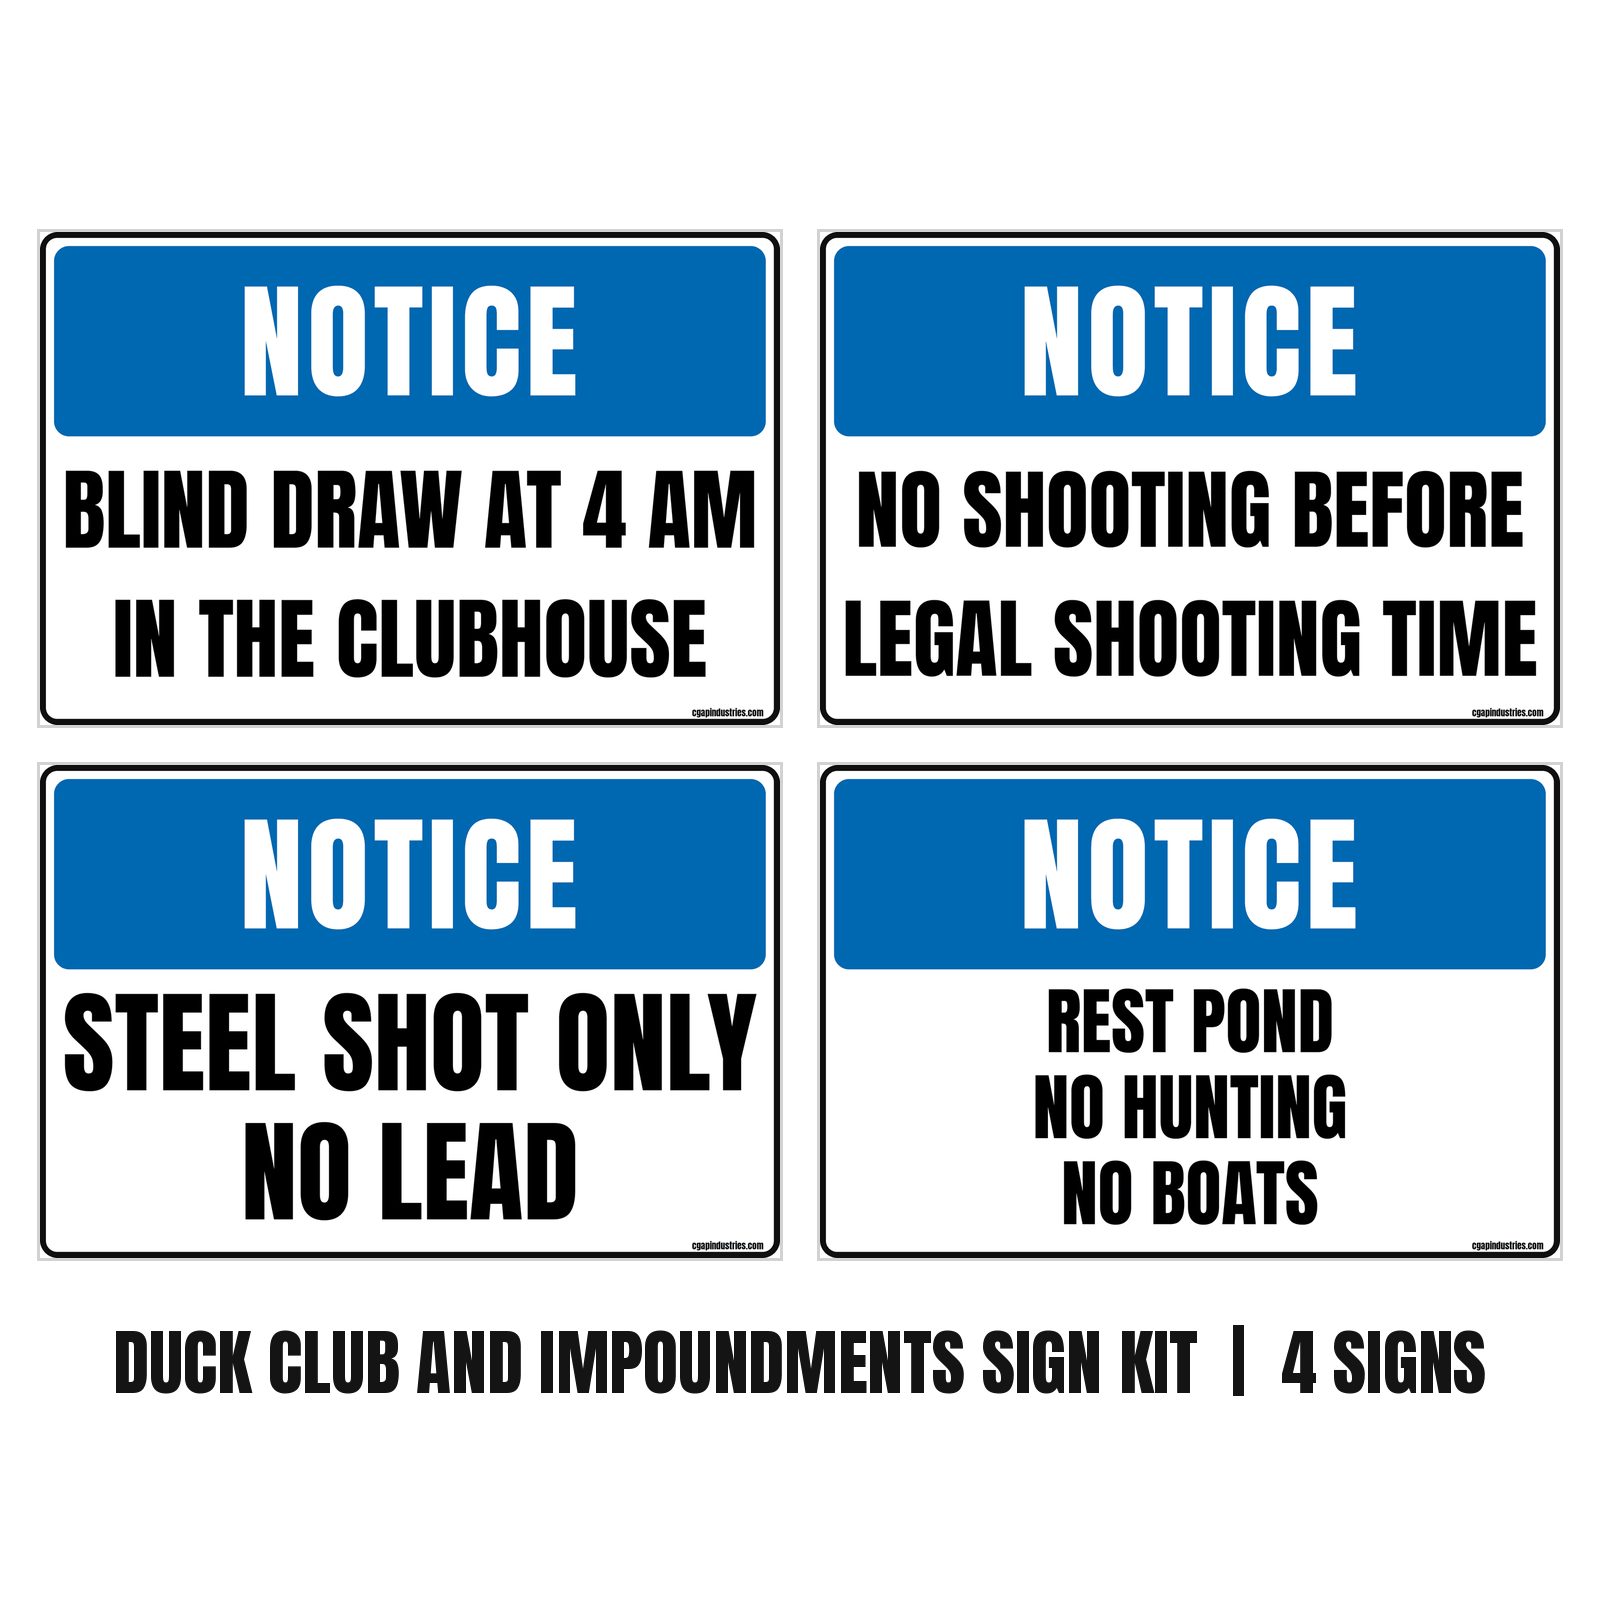 NOTICE
BLIND DRAW AT 4 AM
IN THE CLUBHOUSE
cgapindustries.com
NOTICE
NO SHOOTING BEFORE
LEGAL SHOOTING TIME
cgapindustries.com
NOTICE
STEEL SHOT ONLY
NO LEAD
cgapindustries.com
NOTICE
REST POND
NO HUNTING
NO BOATS
cgapindustries.com
DUCK CLUB AND IMPOUNDMENTS SIGN KIT | 4 SIGNS